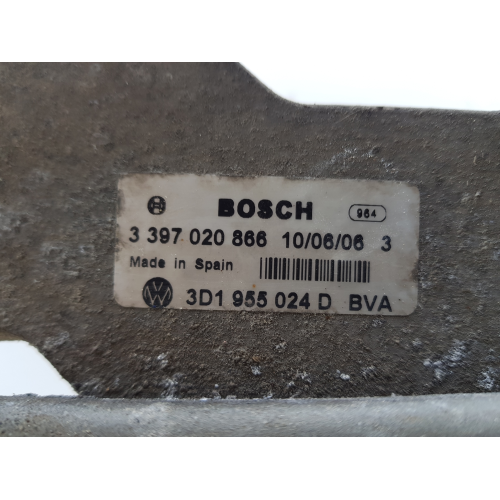 BOSCH 964
3 397 020 866 10/06/06 3
Made in Spain
3D1 955 024 D BVA